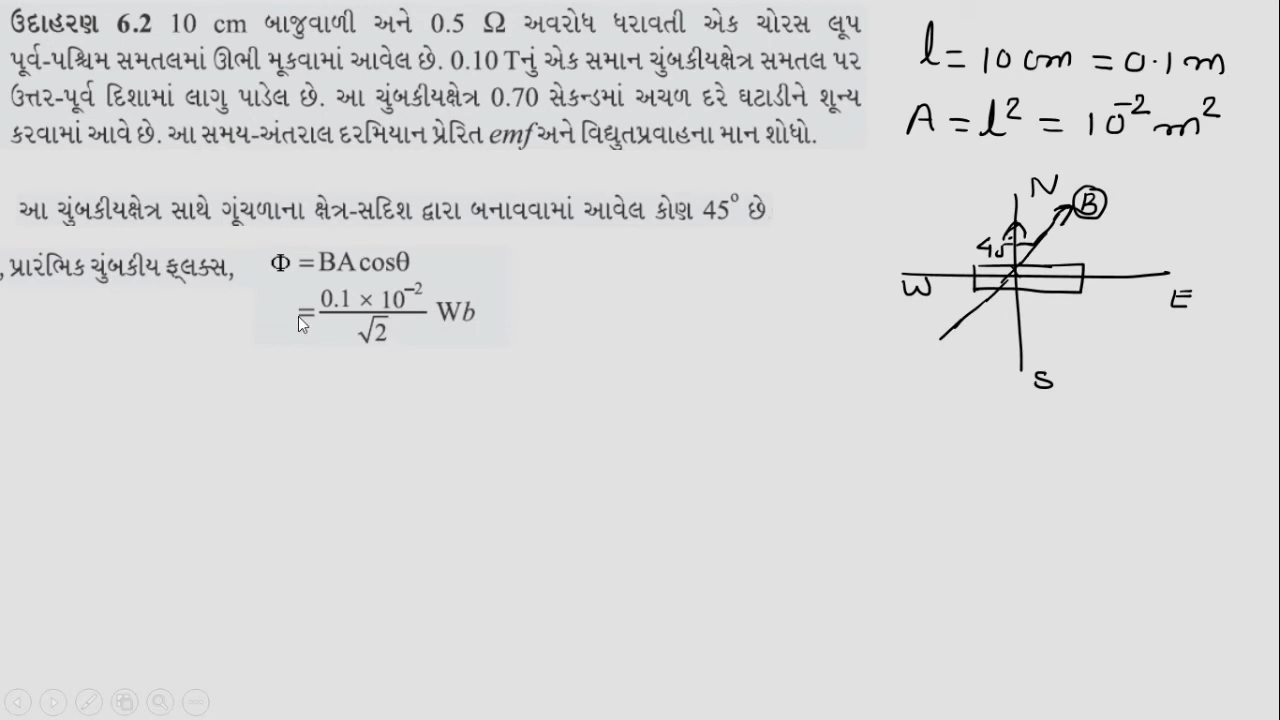 ઉદાહરણ 6.2 10 cm બાજુવાળી અને 0.5 Ω અવરોધ ધરાવતી એક ચોરસ લૂપ
પૂર્વ-પશ્ચિમ સમતલમાં ઊભી મૂકવામાં આવેલ છે. 0.10 Tનું એક સમાન ચુંબકીયક્ષેત્ર સમતલ પર
ઉત્તર-પૂર્વ દિશામાં લાગુ પાડેલ છે. આ ચુંબકીયક્ષેત્ર 0.70 સેકન્ડમાં અચળ દરે ઘટાડીને શૂન્ય
કરવામાં આવે છે. આ સમય-અંતરાલ દરમિયાન પ્રેરિત emf અને વિદ્યુતપ્રવાહના માન શોધો.
આ ચુંબકીયક્ષેત્ર સાથે ગૂંચળાના ક્ષેત્ર-સદિશ દ્વારા બનાવવામાં આવેલ કોણ 45° છે
, પ્રારંભિક ચુંબકીય ફ્લક્સ, Φ = BA cosθ
= 0.1 × 10⁻² / √2 Wb
l = 10 cm = 0.1 m
A = l² = 10⁻² m²
N
B
45
W
E
S